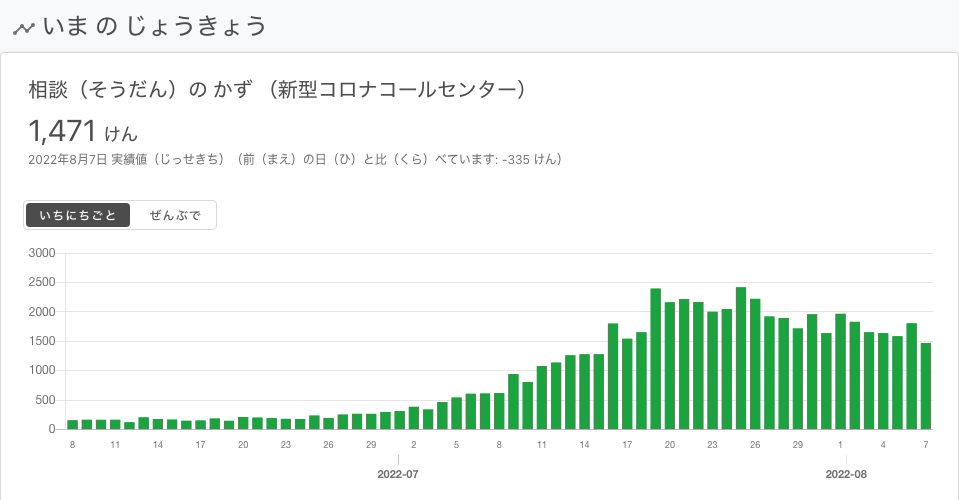 いま の じょうきょう
相談（そうだん）の かず （新型コロナコールセンター）
1,471 けん
2022年8月7日 実績値（じっせきち）（前（まえ）の日（ひ）と比（くら）べています: -335 けん）
いちにちごと ぜんぶで
3000
2500
2000
1500
1000
500
0
8 11 14 17 20 23 26 29 2 5 8 11 14 17 20 23 26 29 1 4 7
2022-07 2022-08